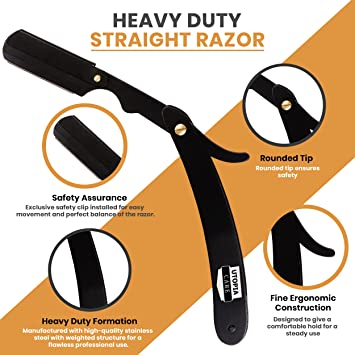 HEAVY DUTY
STRAIGHT RAZOR
Rounded Tip
Rounded tip ensures
safety
Safety Assurance
Exclusive safety clip installed for easy
movement and perfect balance of the razor.
UTOPIA
CARE
Heavy Duty Formation
Manufactured with high-quality stainless
steel with weighted structure for a
flawless professional use.
Fine Ergonomic
Construction
Designed to give a
comfortable hold for a
steady use